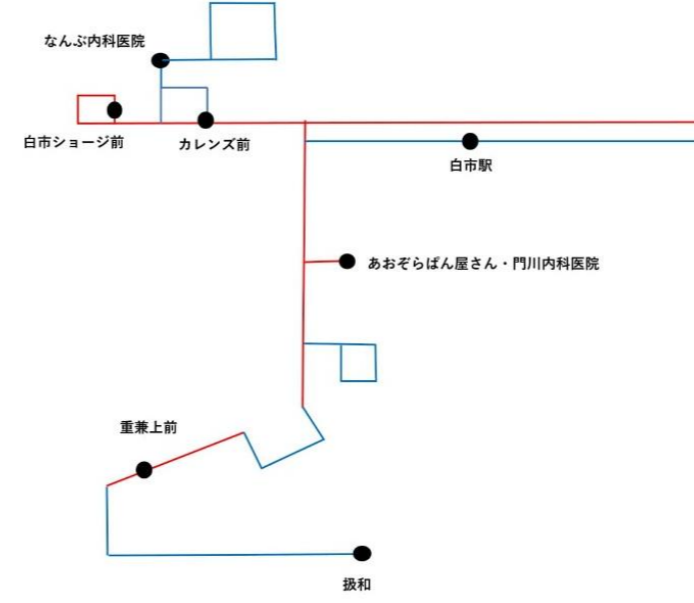 なんぶ内科医院
白市ショージ前
カレンズ前
白市駅
あおぞらぱん屋さん・門川内科医院
重兼上前
扱和